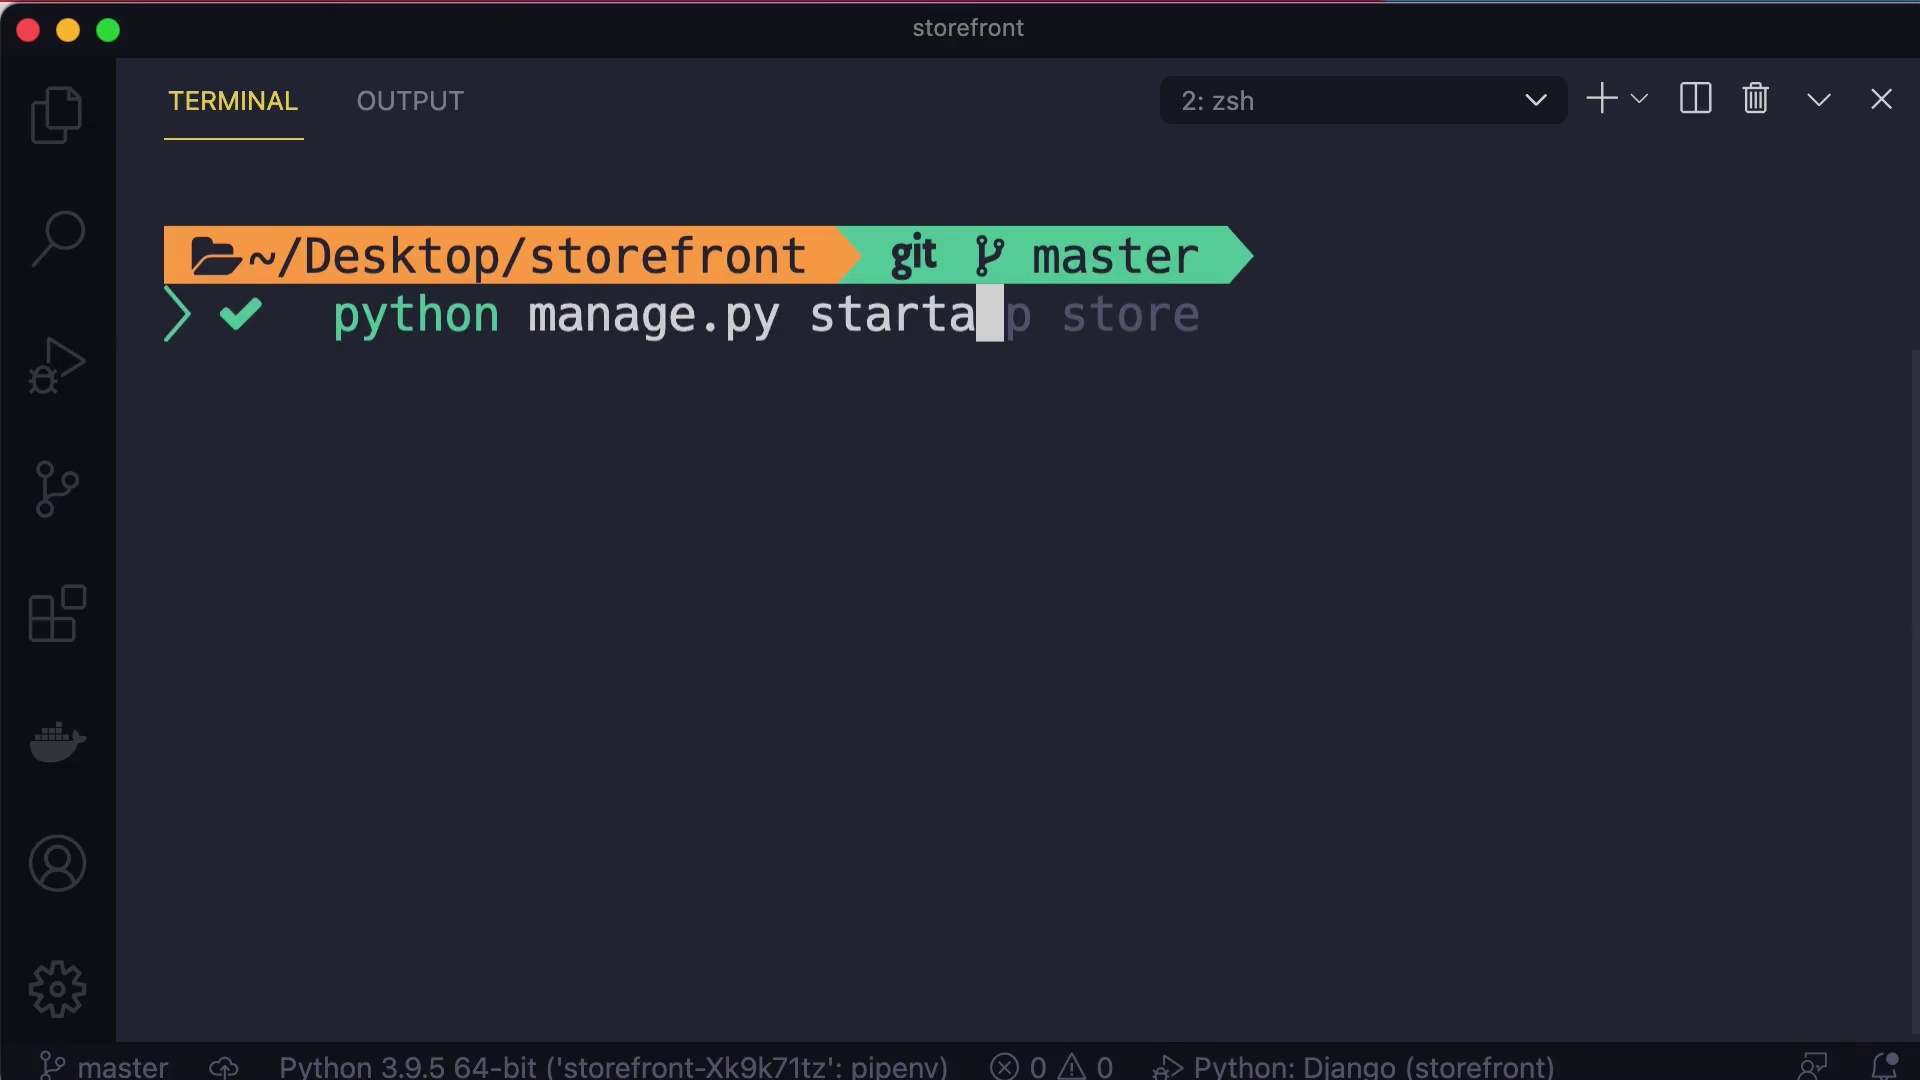 storefront
TERMINAL OUTPUT 2: zsh
~/Desktop/storefront git master
python manage.py starta p store
master Python 3.9.5 64-bit ('storefront-Xk9k71tz': pipenv) 0 0 Python: Django (storefront)